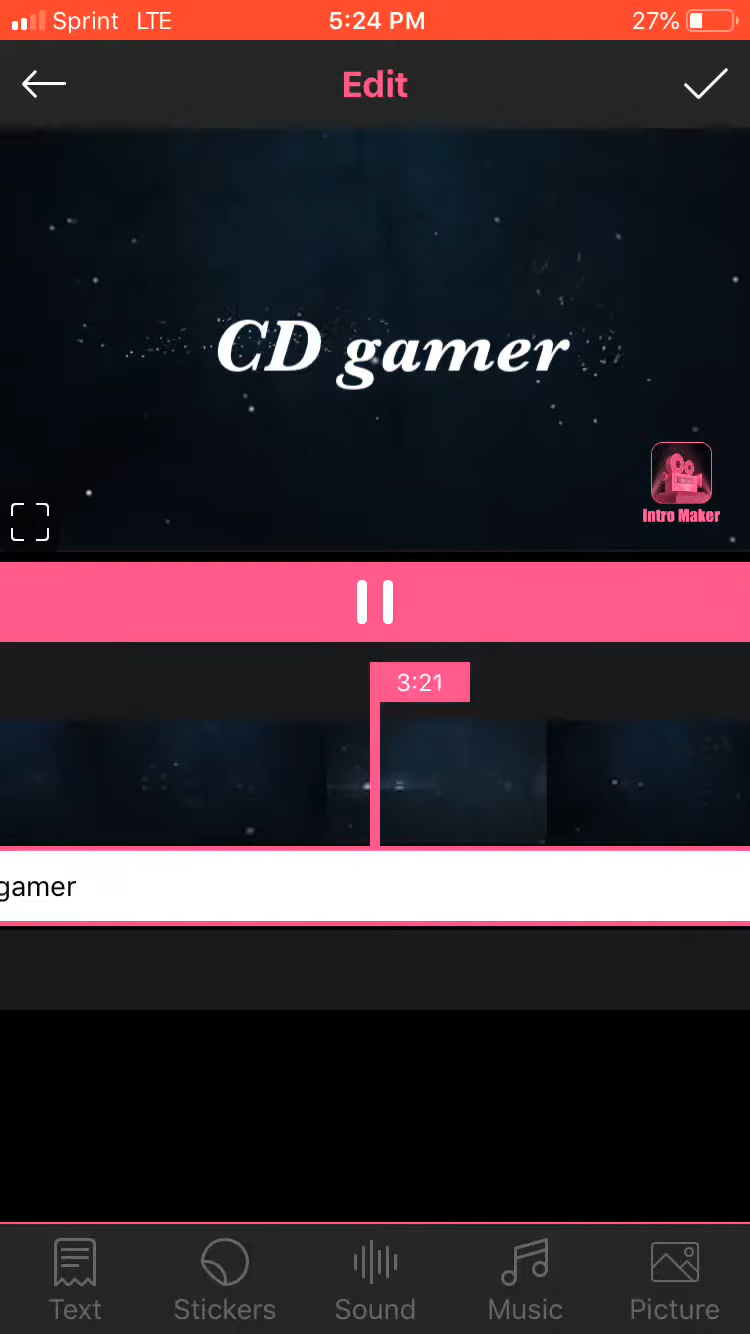 Sprint LTE 5:24 PM 27%
Edit
CD gamer
Intro Maker
3:21
gamer
Text Stickers Sound Music Picture